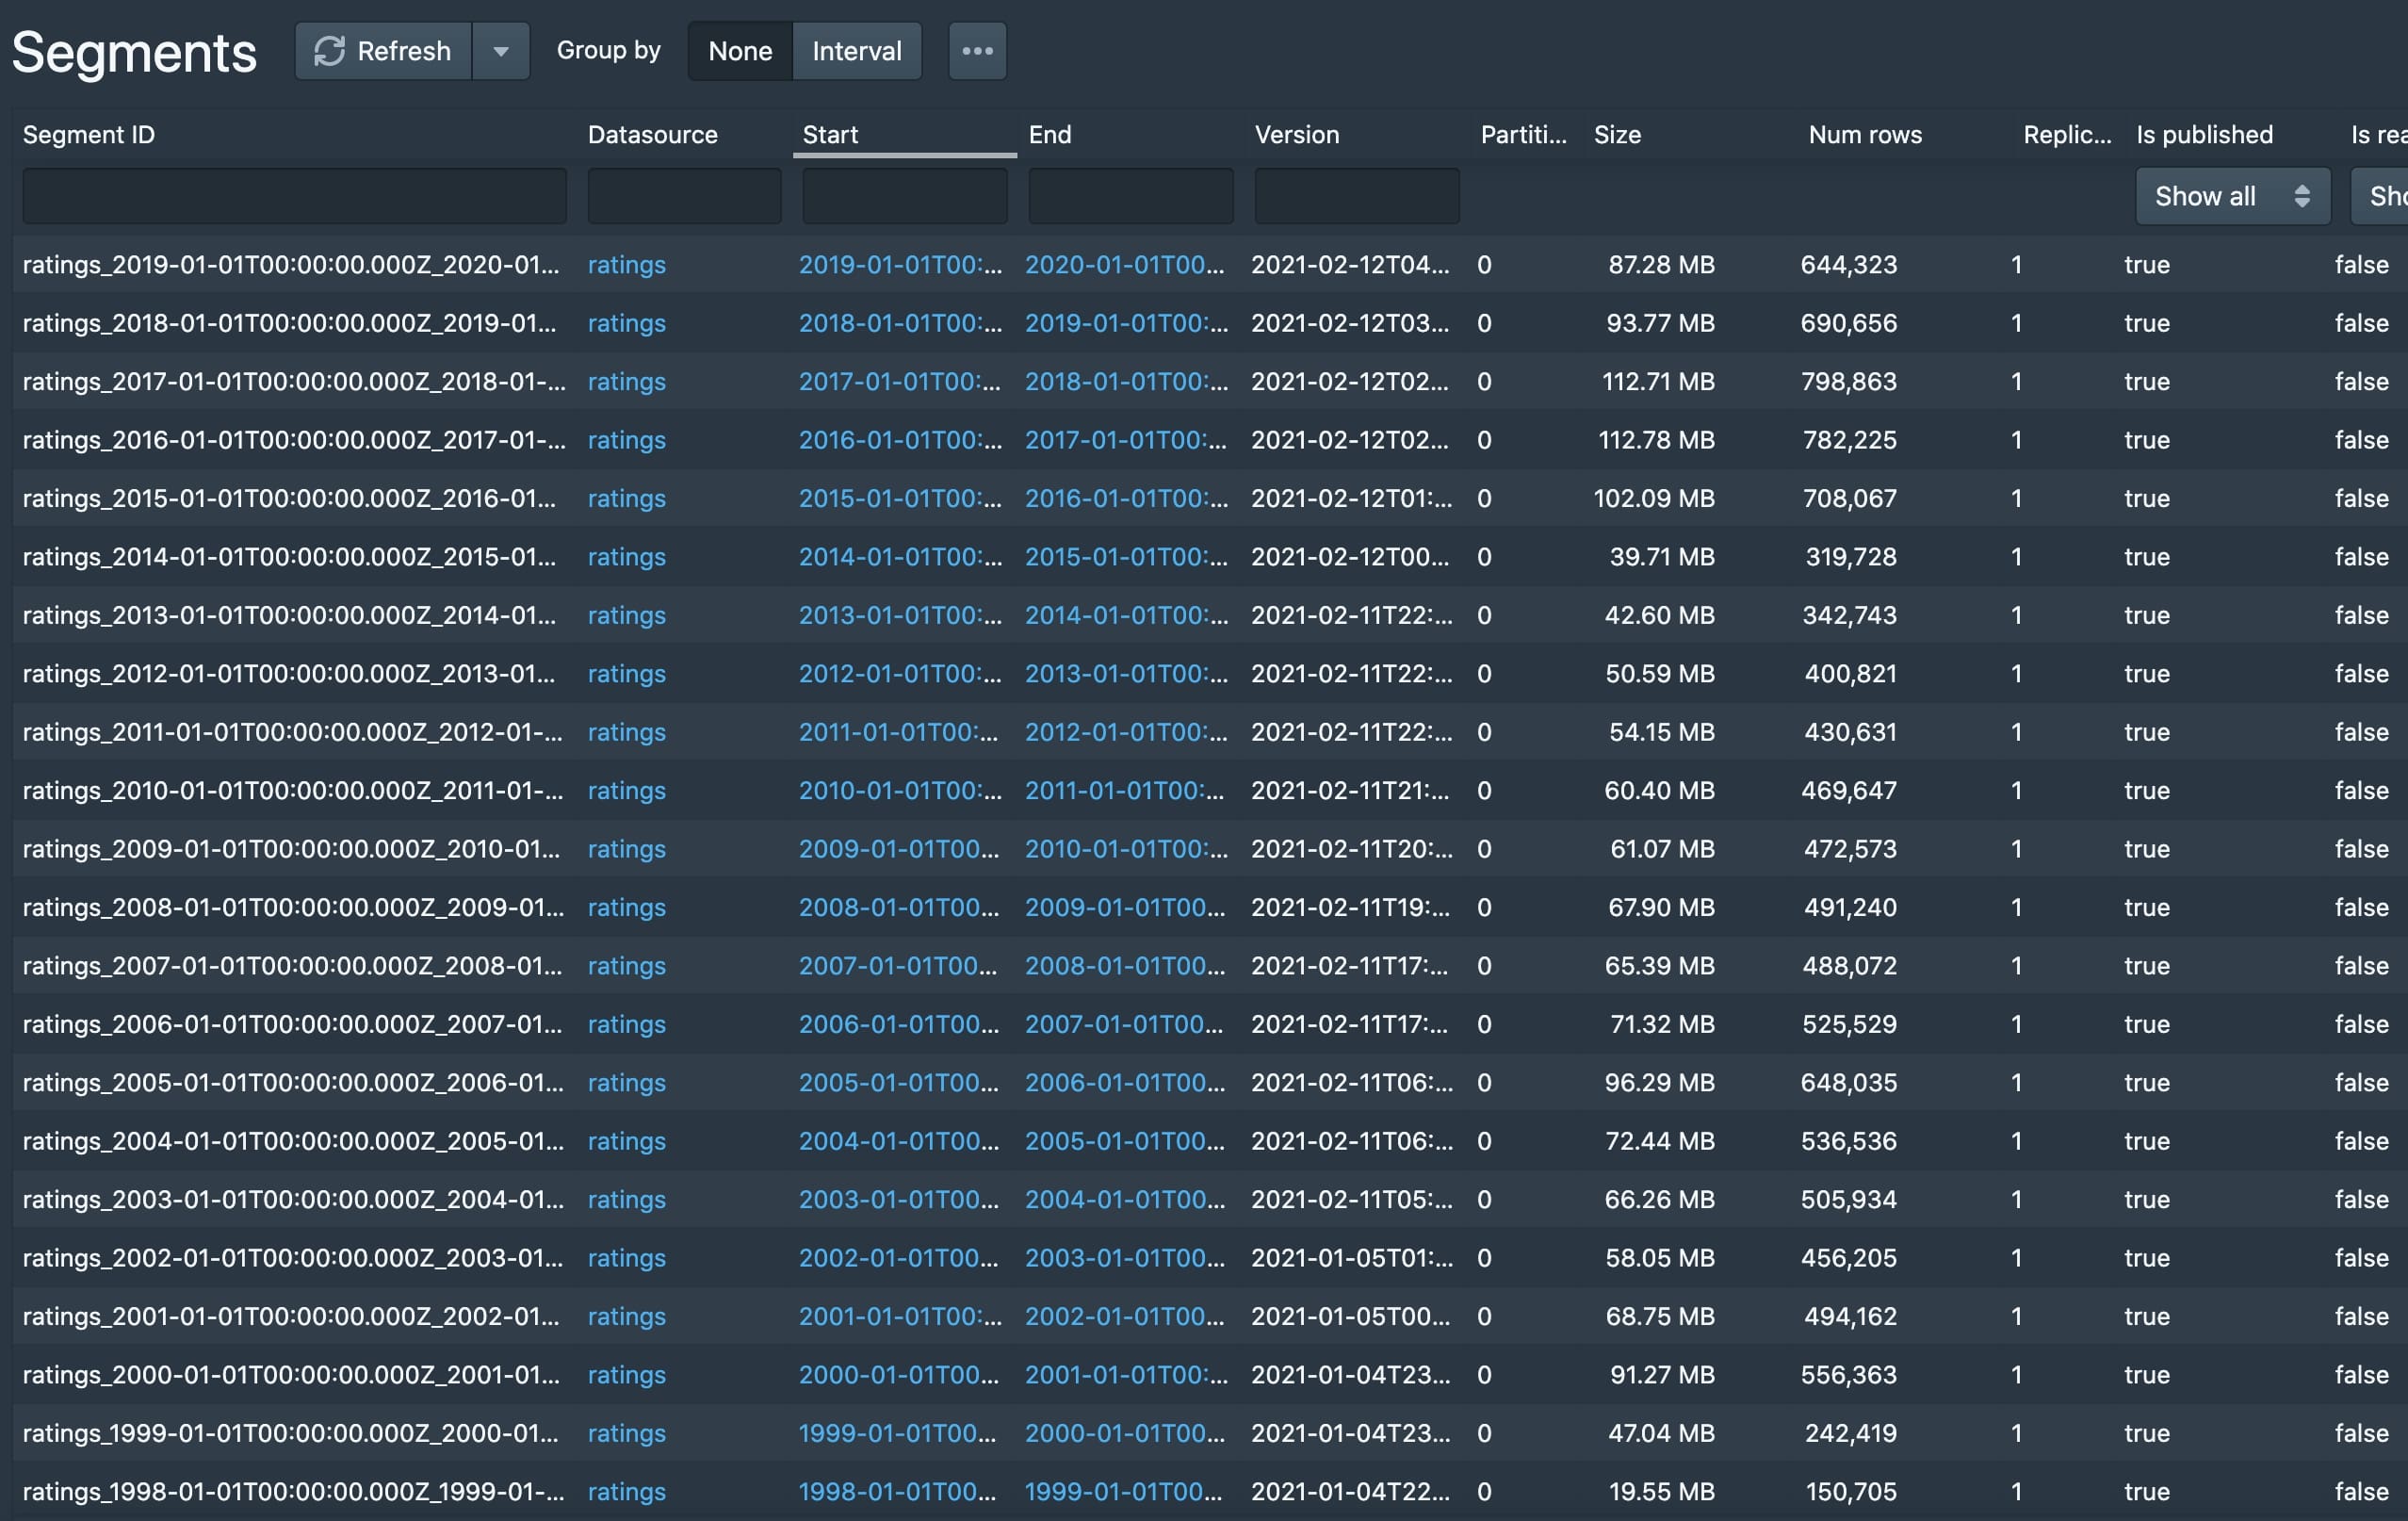 Segments Refresh Group by None Interval •••
Segment ID Datasource Start End Version Partiti... Size Num rows Replic... Is published Is rea
Show all Sho
ratings_2019-01-01T00:00:00.000Z_2020-01... ratings 2019-01-01T00:... 2020-01-01T00... 2021-02-12T04... 0 87.28 MB 644,323 1 true false
ratings_2018-01-01T00:00:00.000Z_2019-01... ratings 2018-01-01T00:... 2019-01-01T00:... 2021-02-12T03... 0 93.77 MB 690,656 1 true false
ratings_2017-01-01T00:00:00.000Z_2018-01-... ratings 2017-01-01T00:... 2018-01-01T00:... 2021-02-12T02... 0 112.71 MB 798,863 1 true false
ratings_2016-01-01T00:00:00.000Z_2017-01-... ratings 2016-01-01T00:... 2017-01-01T00:... 2021-02-12T02... 0 112.78 MB 782,225 1 true false
ratings_2015-01-01T00:00:00.000Z_2016-01... ratings 2015-01-01T00:... 2016-01-01T00:... 2021-02-12T01:... 0 102.09 MB 708,067 1 true false
ratings_2014-01-01T00:00:00.000Z_2015-01... ratings 2014-01-01T00:... 2015-01-01T00:... 2021-02-12T00... 0 39.71 MB 319,728 1 true false
ratings_2013-01-01T00:00:00.000Z_2014-01... ratings 2013-01-01T00:... 2014-01-01T00:... 2021-02-11T22:... 0 42.60 MB 342,743 1 true false
ratings_2012-01-01T00:00:00.000Z_2013-01... ratings 2012-01-01T00:... 2013-01-01T00:... 2021-02-11T22:... 0 50.59 MB 400,821 1 true false
ratings_2011-01-01T00:00:00.000Z_2012-01-... ratings 2011-01-01T00:... 2012-01-01T00:... 2021-02-11T22:... 0 54.15 MB 430,631 1 true false
ratings_2010-01-01T00:00:00.000Z_2011-01-... ratings 2010-01-01T00:... 2011-01-01T00:... 2021-02-11T21:... 0 60.40 MB 469,647 1 true false
ratings_2009-01-01T00:00:00.000Z_2010-01... ratings 2009-01-01T00... 2010-01-01T00:... 2021-02-11T20:... 0 61.07 MB 472,573 1 true false
ratings_2008-01-01T00:00:00.000Z_2009-01... ratings 2008-01-01T00... 2009-01-01T00... 2021-02-11T19:... 0 67.90 MB 491,240 1 true false
ratings_2007-01-01T00:00:00.000Z_2008-01... ratings 2007-01-01T00... 2008-01-01T00... 2021-02-11T17:... 0 65.39 MB 488,072 1 true false
ratings_2006-01-01T00:00:00.000Z_2007-01... ratings 2006-01-01T00... 2007-01-01T00... 2021-02-11T17:... 0 71.32 MB 525,529 1 true false
ratings_2005-01-01T00:00:00.000Z_2006-01... ratings 2005-01-01T00... 2006-01-01T00... 2021-02-11T06:... 0 96.29 MB 648,035 1 true false
ratings_2004-01-01T00:00:00.000Z_2005-01... ratings 2004-01-01T00... 2005-01-01T00... 2021-02-11T06:... 0 72.44 MB 536,536 1 true false
ratings_2003-01-01T00:00:00.000Z_2004-01... ratings 2003-01-01T00... 2004-01-01T00... 2021-02-11T05:... 0 66.26 MB 505,934 1 true false
ratings_2002-01-01T00:00:00.000Z_2003-01... ratings 2002-01-01T00... 2003-01-01T00... 2021-01-05T01:... 0 58.05 MB 456,205 1 true false
ratings_2001-01-01T00:00:00.000Z_2002-01... ratings 2001-01-01T00:... 2002-01-01T00... 2021-01-05T00... 0 68.75 MB 494,162 1 true false
ratings_2000-01-01T00:00:00.000Z_2001-01... ratings 2000-01-01T00... 2001-01-01T00:... 2021-01-04T23... 0 91.27 MB 556,363 1 true false
ratings_1999-01-01T00:00:00.000Z_2000-01... ratings 1999-01-01T00... 2000-01-01T00... 2021-01-04T23... 0 47.04 MB 242,419 1 true false
ratings_1998-01-01T00:00:00.000Z_1999-01-... ratings 1998-01-01T00... 1999-01-01T00... 2021-01-04T22... 0 19.55 MB 150,705 1 true false